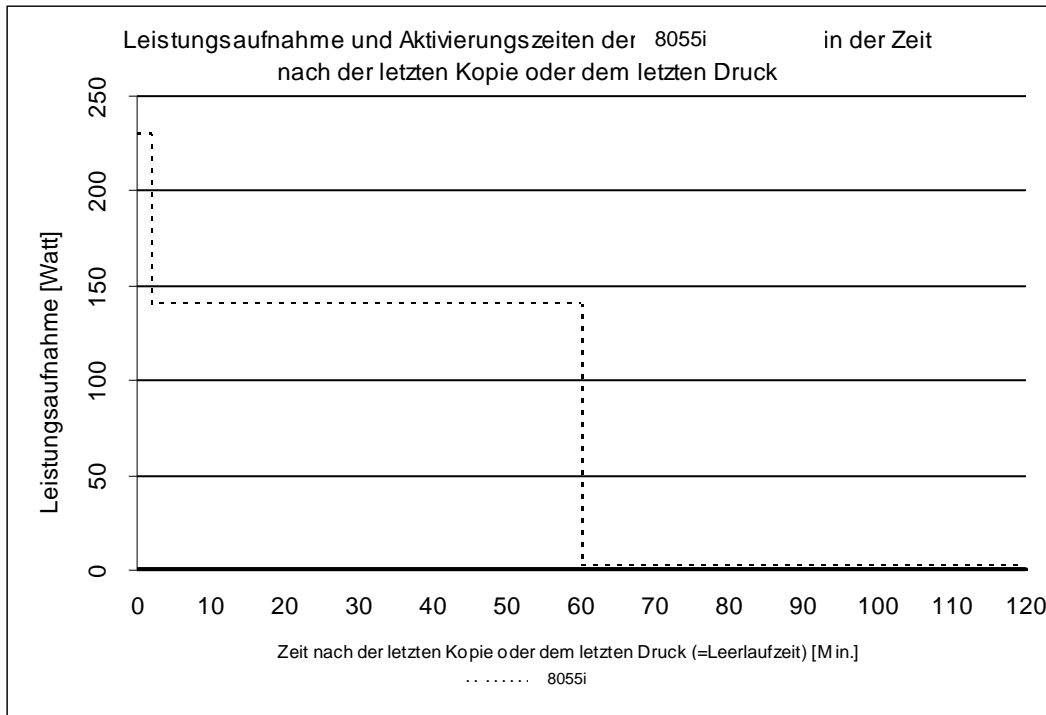 Leistungsaufnahme und Aktivierungszeiten der 8055i in der Zeit
nach der letzten Kopie oder dem letzten Druck
Leistungsaufnahme [Watt]
250
200
150
100
50
0
0 10 20 30 40 50 60 70 80 90 100 110 120
Zeit nach der letzten Kopie oder dem letzten Druck (=Leerlaufzeit) [Min.]
8055i